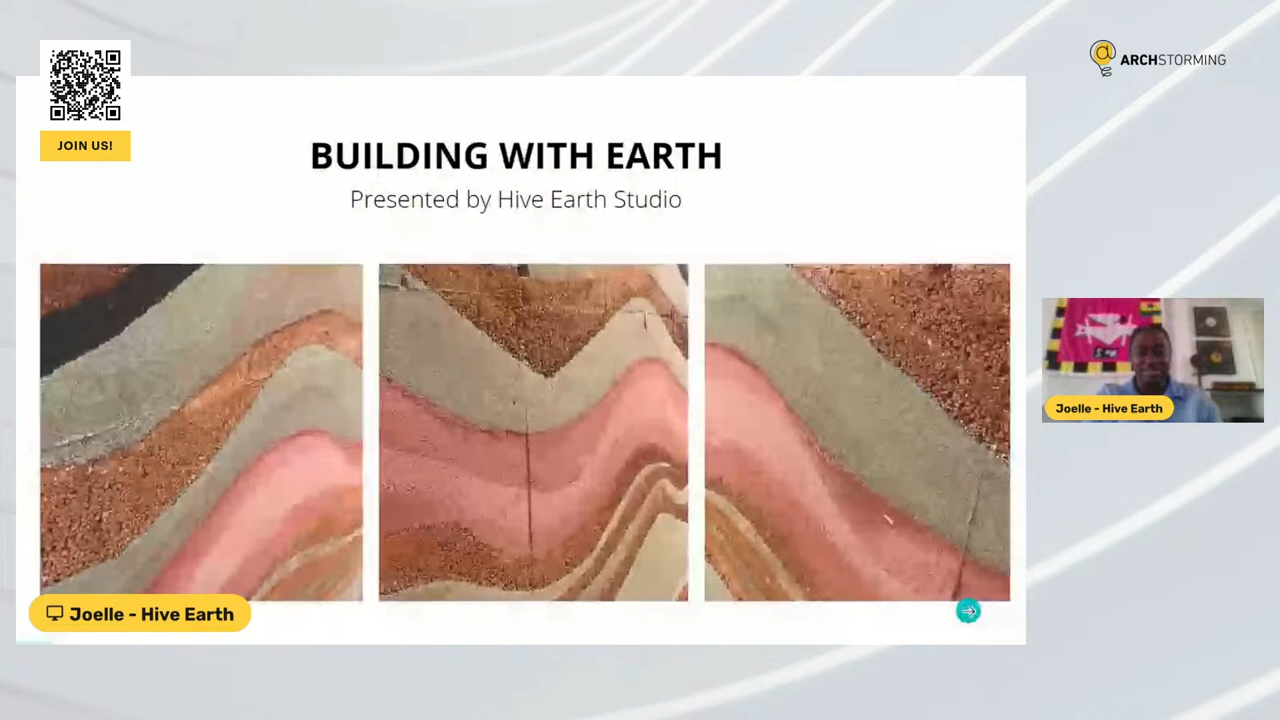 JOIN US!
ARCHSTORMING
BUILDING WITH EARTH
Presented by Hive Earth Studio
Joelle - Hive Earth
Joelle - Hive Earth